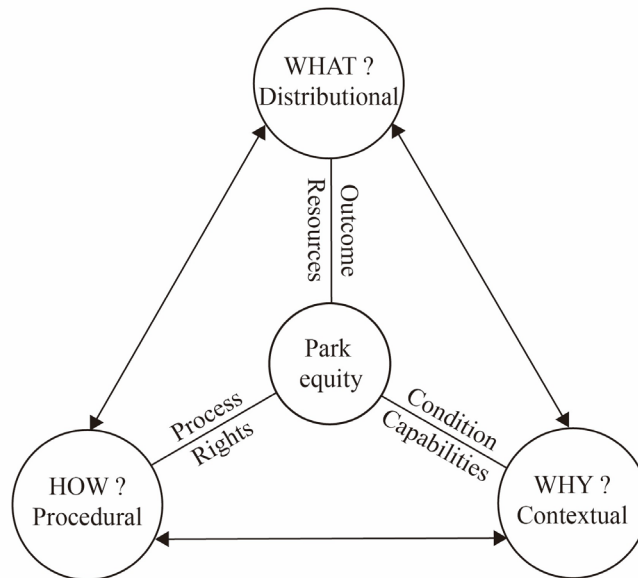 WHAT ?
Distributional
Resources
Outcome
Park
equity
Process
Rights
Condition
Capabilities
HOW ?
Procedural
WHY ?
Contextual